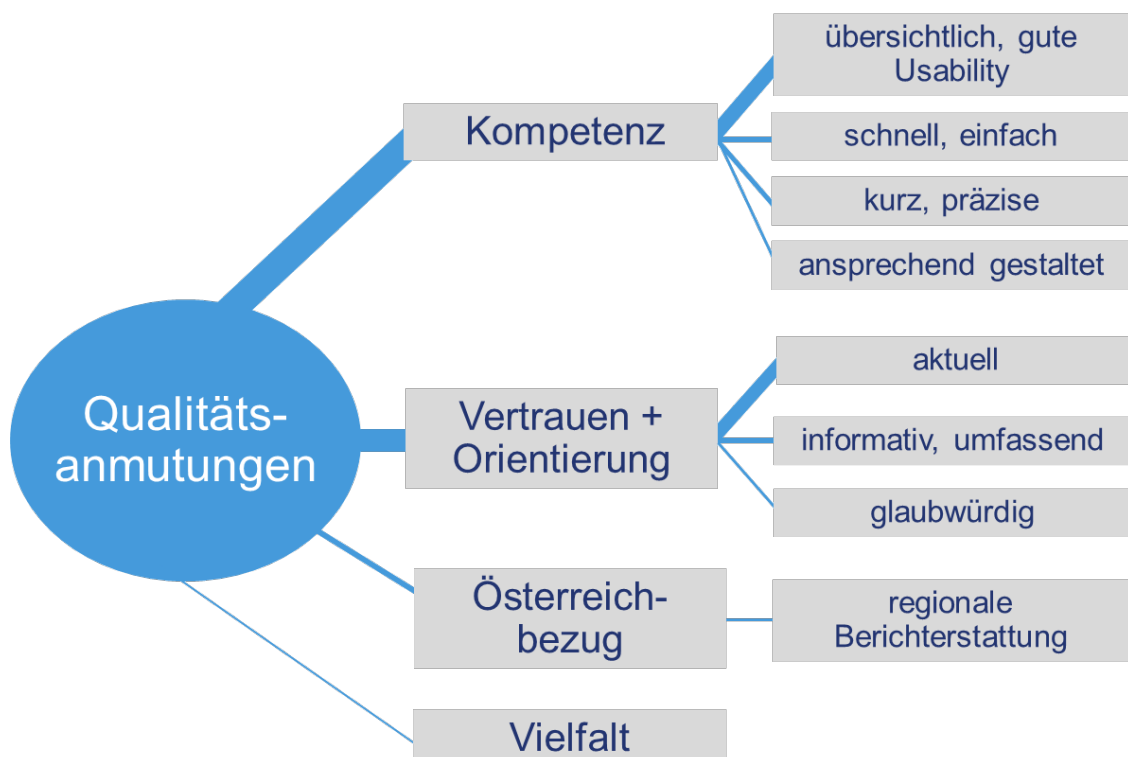 Qualitäts-
anmutungen
Kompetenz
übersichtlich, gute
Usability
schnell, einfach
kurz, präzise
ansprechend gestaltet
Vertrauen +
Orientierung
aktuell
informativ, umfassend
glaubwürdig
Österreich-
bezug
regionale
Berichterstattung
Vielfalt